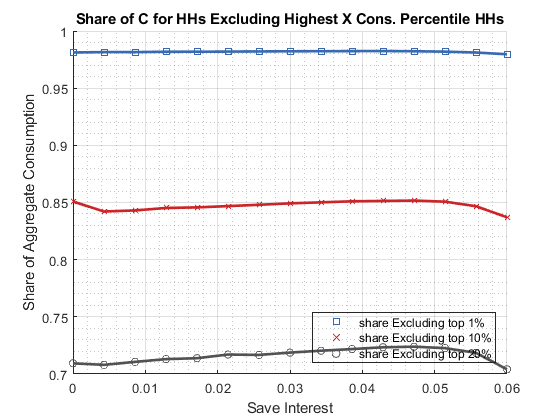 Share of C for HHs Excluding Highest X Cons. Percentile HHs
1
0.95
0.9
0.85
0.8
0.75
0.7
Share of Aggregate Consumption
share Excluding top 1%
share Excluding top 10%
share Excluding top 20%
0 0.01 0.02 0.03 0.04 0.05 0.06
Save Interest